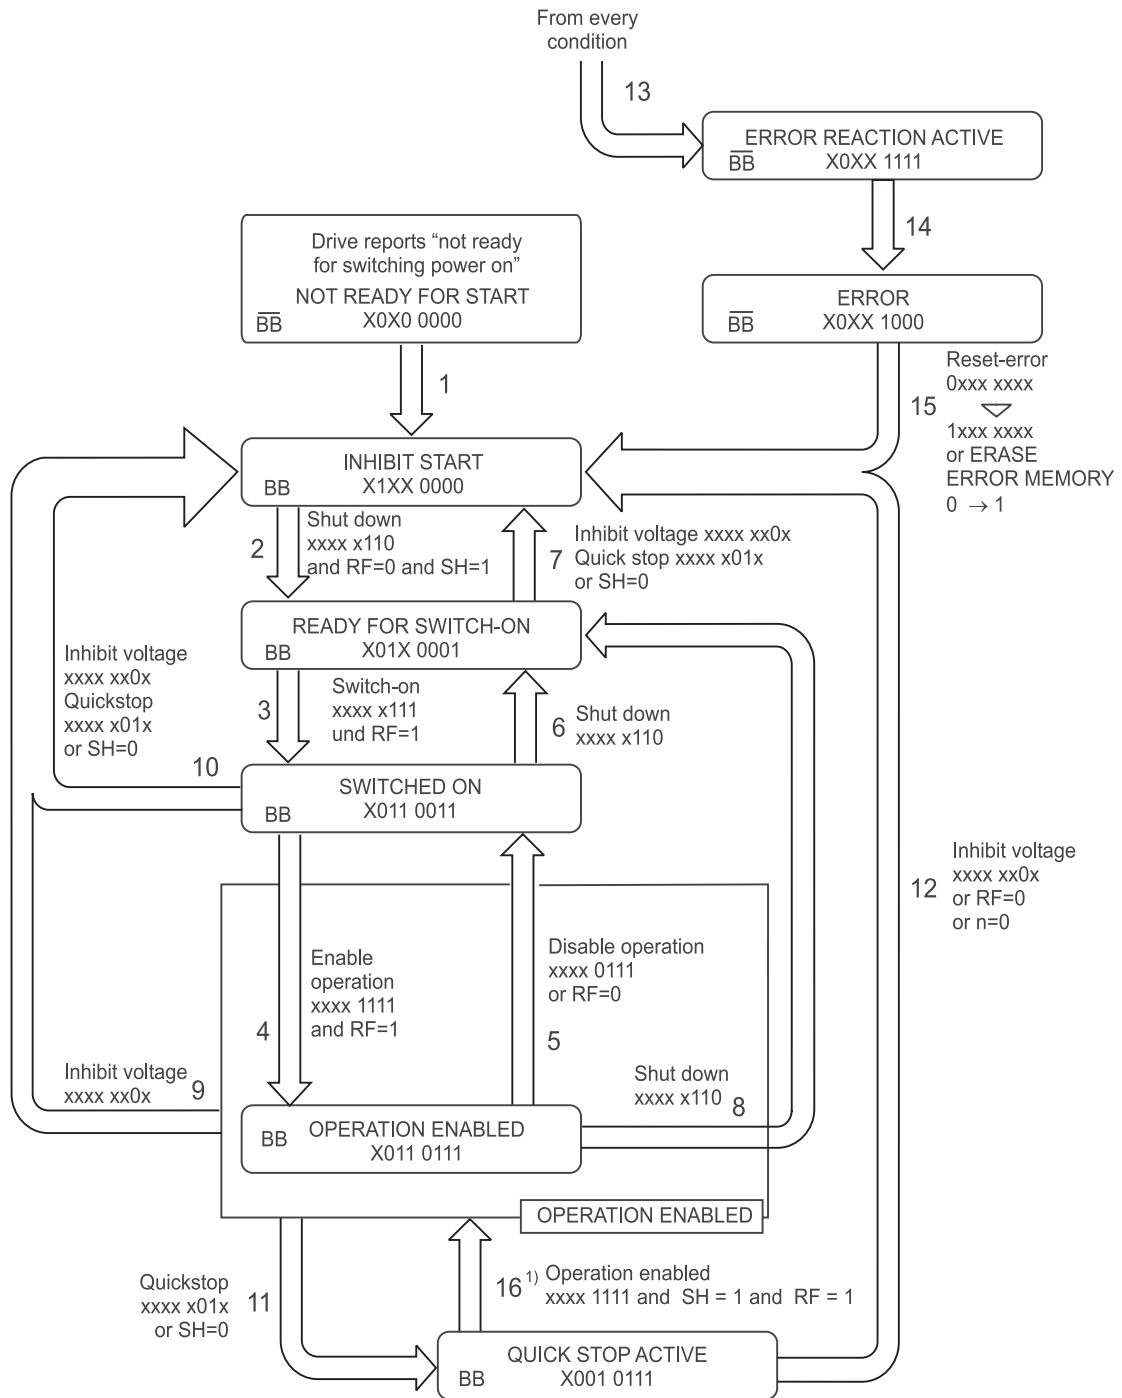 From every
condition
13
ERROR REACTION ACTIVE
B̅B̅ X0XX 1111
14
Drive reports “not ready
for switching power on”
NOT READY FOR START
B̅B̅ X0X0 0000
ERROR
B̅B̅ X0XX 1000
1
Reset-error
0xxx xxxx
15
1xxx xxxx
or ERASE
ERROR MEMORY
0 → 1
INHIBIT START
BB X1XX 0000
2
Shut down
xxxx x110
and RF=0 and SH=1
7
Inhibit voltage xxxx xx0x
Quick stop xxxx x01x
or SH=0
READY FOR SWITCH-ON
BB X01X 0001
Inhibit voltage
xxxx xx0x
Quickstop
xxxx x01x
or SH=0
10
3
Switch-on
xxxx x111
und RF=1
6
Shut down
xxxx x110
SWITCHED ON
BB X011 0011
12
Inhibit voltage
xxxx xx0x
or RF=0
or n=0
Enable
operation
xxxx 1111
and RF=1
4
Disable operation
xxxx 0111
or RF=0
5
Inhibit voltage
xxxx xx0x
9
Shut down
xxxx x110
8
OPERATION ENABLED
BB X011 0111
OPERATION ENABLED
Quickstop
xxxx x01x
or SH=0
11
16 1) Operation enabled
xxxx 1111 and SH = 1 and RF = 1
QUICK STOP ACTIVE
BB X001 0111